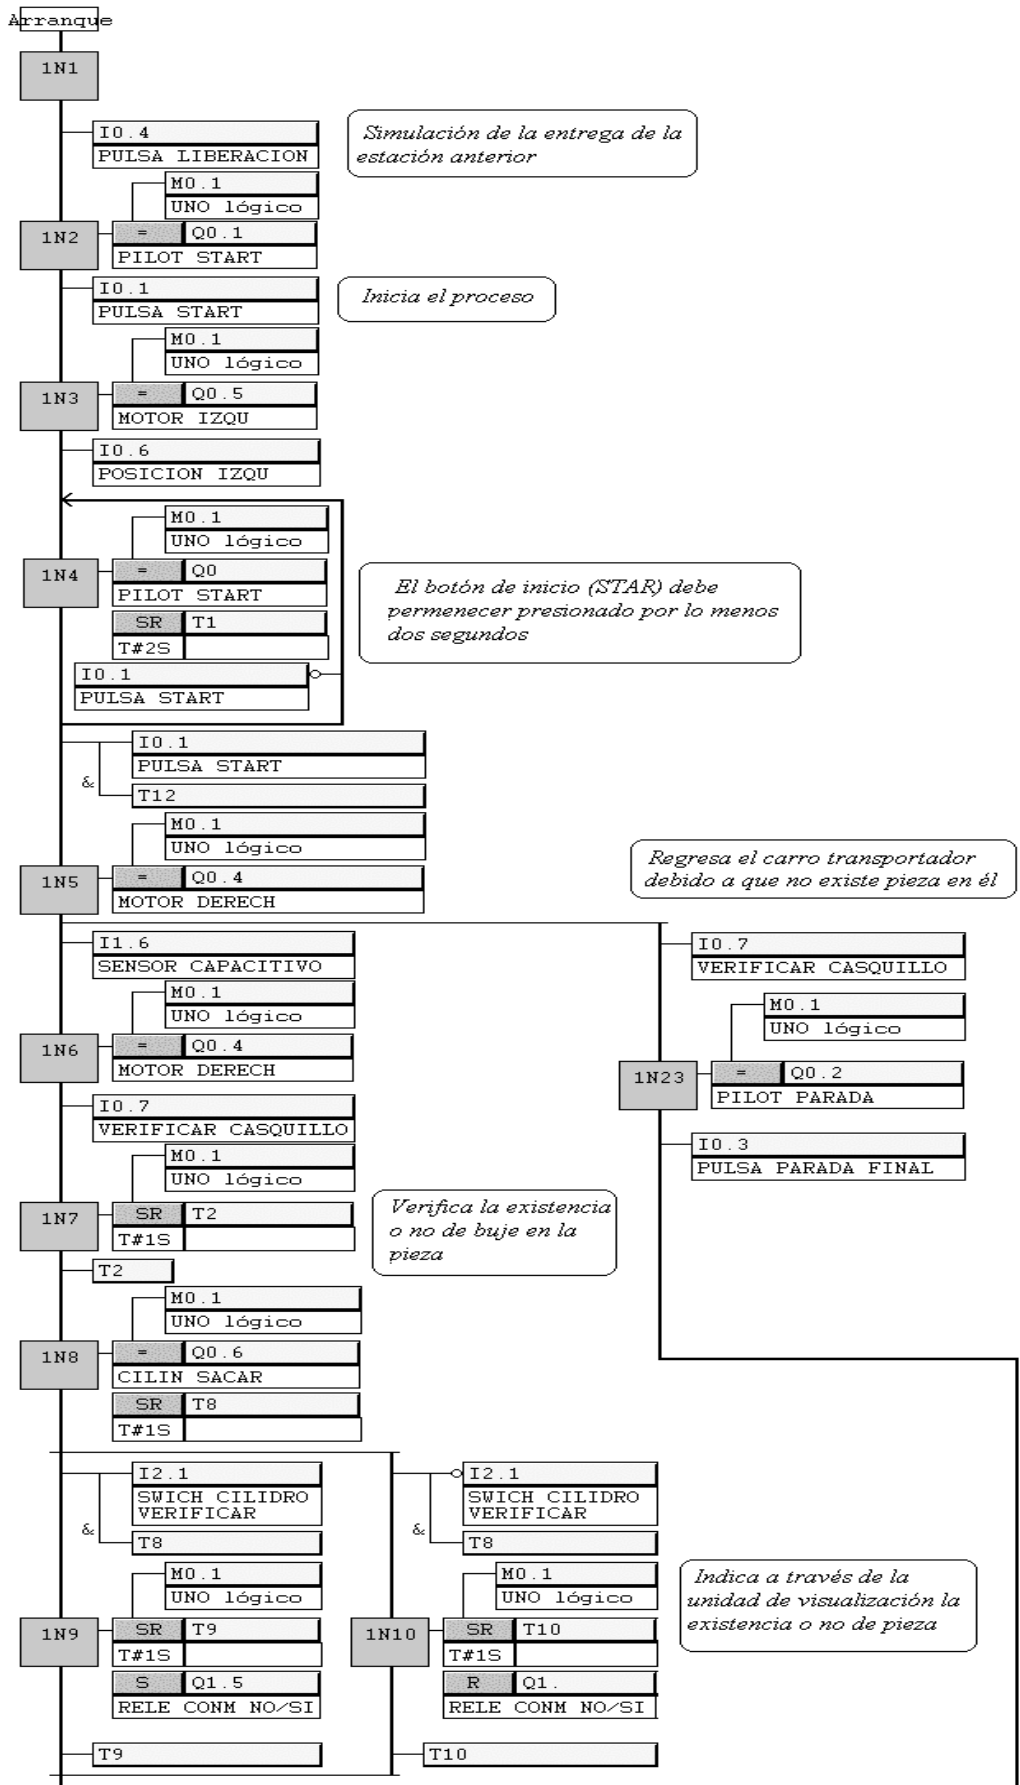 Arranque
1N1
I0.4
PULSA LIBERACION
Simulación de la entrega de la
estación anterior
M0.1
UNO lógico
1N2
= Q0.1
PILOT START
I0.1
PULSA START
Inicia el proceso
M0.1
UNO lógico
1N3
= Q0.5
MOTOR IZQU
I0.6
POSICION IZQU
M0.1
UNO lógico
1N4
= Q0
PILOT START
SR T1
T#2S
El botón de inicio (STAR) debe
permenecer presionado por lo menos
dos segundos
I0.1
PULSA START
I0.1
PULSA START
&
T12
M0.1
UNO lógico
1N5
= Q0.4
MOTOR DERECH
Regresa el carro transportador
debido a que no existe pieza en él
I1.6
SENSOR CAPACITIVO
I0.7
VERIFICAR CASQUILLO
M0.1
UNO lógico
M0.1
UNO lógico
1N6
= Q0.4
MOTOR DERECH
1N23
= Q0.2
PILOT PARADA
I0.7
VERIFICAR CASQUILLO
I0.3
PULSA PARADA FINAL
M0.1
UNO lógico
1N7
SR T2
T#1S
Verifica la existencia
o no de buje en la
pieza
T2
M0.1
UNO lógico
1N8
= Q0.6
CILIN SACAR
SR T8
T#1S
I2.1
SWICH CILIDRO
VERIFICAR
&
T8
I2.1
SWICH CILIDRO
VERIFICAR
&
T8
M0.1
UNO lógico
M0.1
UNO lógico
Indica a través de la
unidad de visualización la
existencia o no de pieza
1N9
SR T9
T#1S
S Q1.5
RELE CONM NO/SI
1N10
SR T10
T#1S
R Q1.
RELE CONM NO/SI
T9
T10